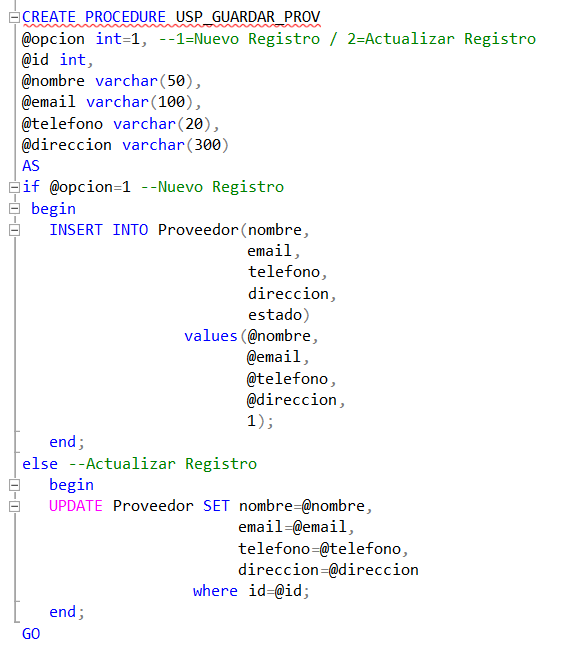 CREATE PROCEDURE USP_GUARDAR_PROV
@opcion int=1, --1=Nuevo Registro / 2=Actualizar Registro
@id int,
@nombre varchar(50),
@email varchar(100),
@telefono varchar(20),
@direccion varchar(300)
AS
if @opcion=1 --Nuevo Registro
begin
INSERT INTO Proveedor(nombre,
email,
telefono,
direccion,
estado)
values(@nombre,
@email,
@telefono,
@direccion,
1);
end;
else --Actualizar Registro
begin
UPDATE Proveedor SET nombre=@nombre,
email=@email,
telefono=@telefono,
direccion=@direccion
where id=@id;
end;
GO